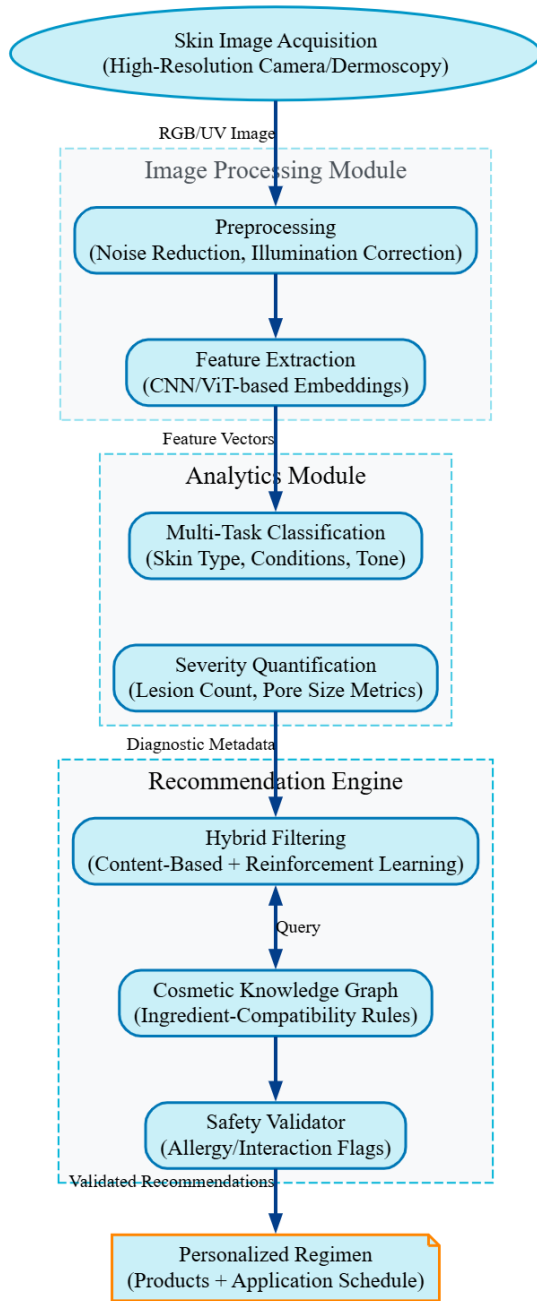 Skin Image Acquisition
(High-Resolution Camera/Dermoscopy)
RGB/UV Image
Image Processing Module
Preprocessing
(Noise Reduction, Illumination Correction)
Feature Extraction
(CNN/ViT-based Embeddings)
Feature Vectors
Analytics Module
Multi-Task Classification
(Skin Type, Conditions, Tone)
Severity Quantification
(Lesion Count, Pore Size Metrics)
Diagnostic Metadata
Recommendation Engine
Hybrid Filtering
(Content-Based + Reinforcement Learning)
Query
Cosmetic Knowledge Graph
(Ingredient-Compatibility Rules)
Safety Validator
(Allergy/Interaction Flags)
Validated Recommendations
Personalized Regimen
(Products + Application Schedule)